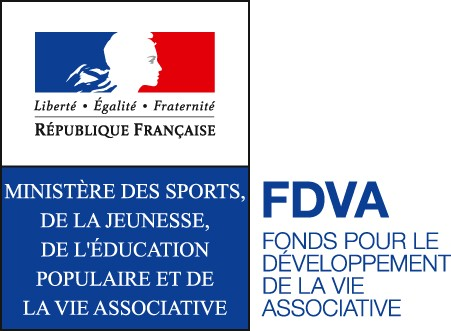 Liberté • Égalité • Fraternité
RÉPUBLIQUE FRANÇAISE
MINISTÈRE DES SPORTS,
DE LA JEUNESSE,
DE L'ÉDUCATION
POPULAIRE ET DE
LA VIE ASSOCIATIVE
FDVA
FONDS POUR LE
DÉVELOPPEMENT
DE LA VIE
ASSOCIATIVE